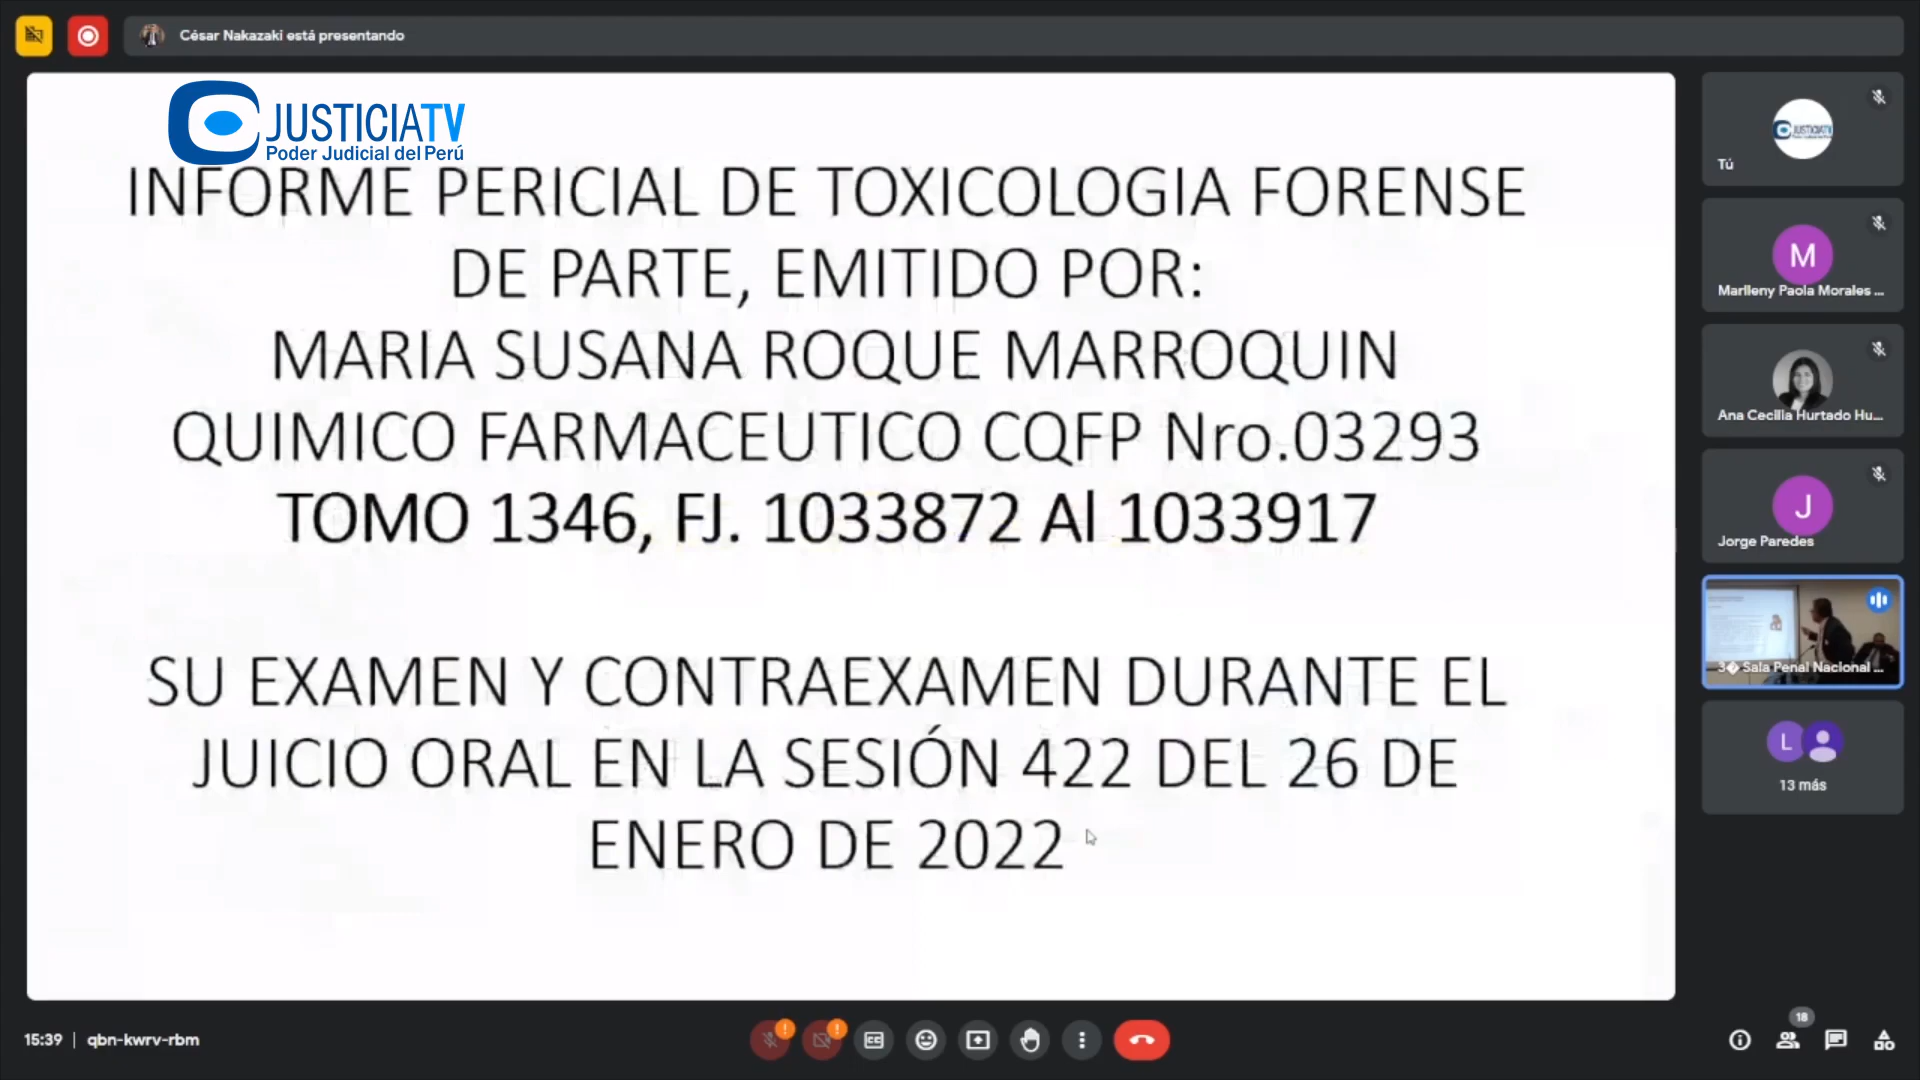 César Nakazaki está presentando
JUSTICIATV
Poder Judicial del Perú
INFORME PERICIAL DE TOXICOLOGIA FORENSE
DE PARTE, EMITIDO POR:
MARIA SUSANA ROQUE MARROQUIN
QUIMICO FARMACEUTICO CQFP Nro.03293
TOMO 1346, FJ. 1033872 Al 1033917
SU EXAMEN Y CONTRAEXAMEN DURANTE EL
JUICIO ORAL EN LA SESIÓN 422 DEL 26 DE
ENERO DE 2022
JUSTICIATV
Tú
M
Marlleny Paola Morales ...
Ana Cecilia Hurtado Hu...
J
Jorge Paredes
3� Sala Penal Nacional ...
L
13 más
15:39 | qbn-kwrv-rbm
18